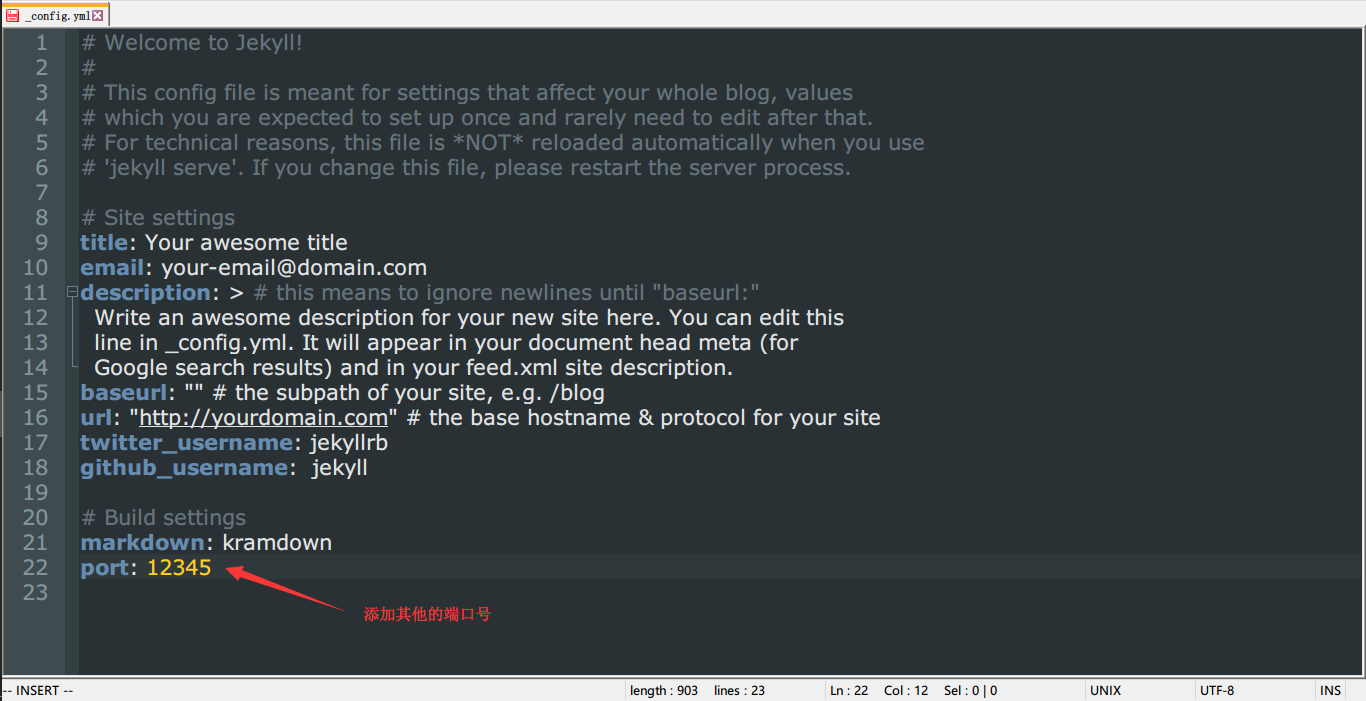 _config.yml
1 # Welcome to Jekyll!
2 #
3 # This config file is meant for settings that affect your whole blog, values
4 # which you are expected to set up once and rarely need to edit after that.
5 # For technical reasons, this file is *NOT* reloaded automatically when you use
6 # 'jekyll serve'. If you change this file, please restart the server process.
7
8 # Site settings
9 title: Your awesome title
10 email: your-email@domain.com
11 description: > # this means to ignore newlines until "baseurl:"
12 Write an awesome description for your new site here. You can edit this
13 line in _config.yml. It will appear in your document head meta (for
14 Google search results) and in your feed.xml site description.
15 baseurl: "" # the subpath of your site, e.g. /blog
16 url: "http://yourdomain.com" # the base hostname & protocol for your site
17 twitter_username: jekyllrb
18 github_username:  jekyll
19
20 # Build settings
21 markdown: kramdown
22 port: 12345
23
添加其他的端口号
-- INSERT -- length : 903 lines : 23 Ln : 22 Col : 12 Sel : 0 | 0 UNIX UTF-8 INS